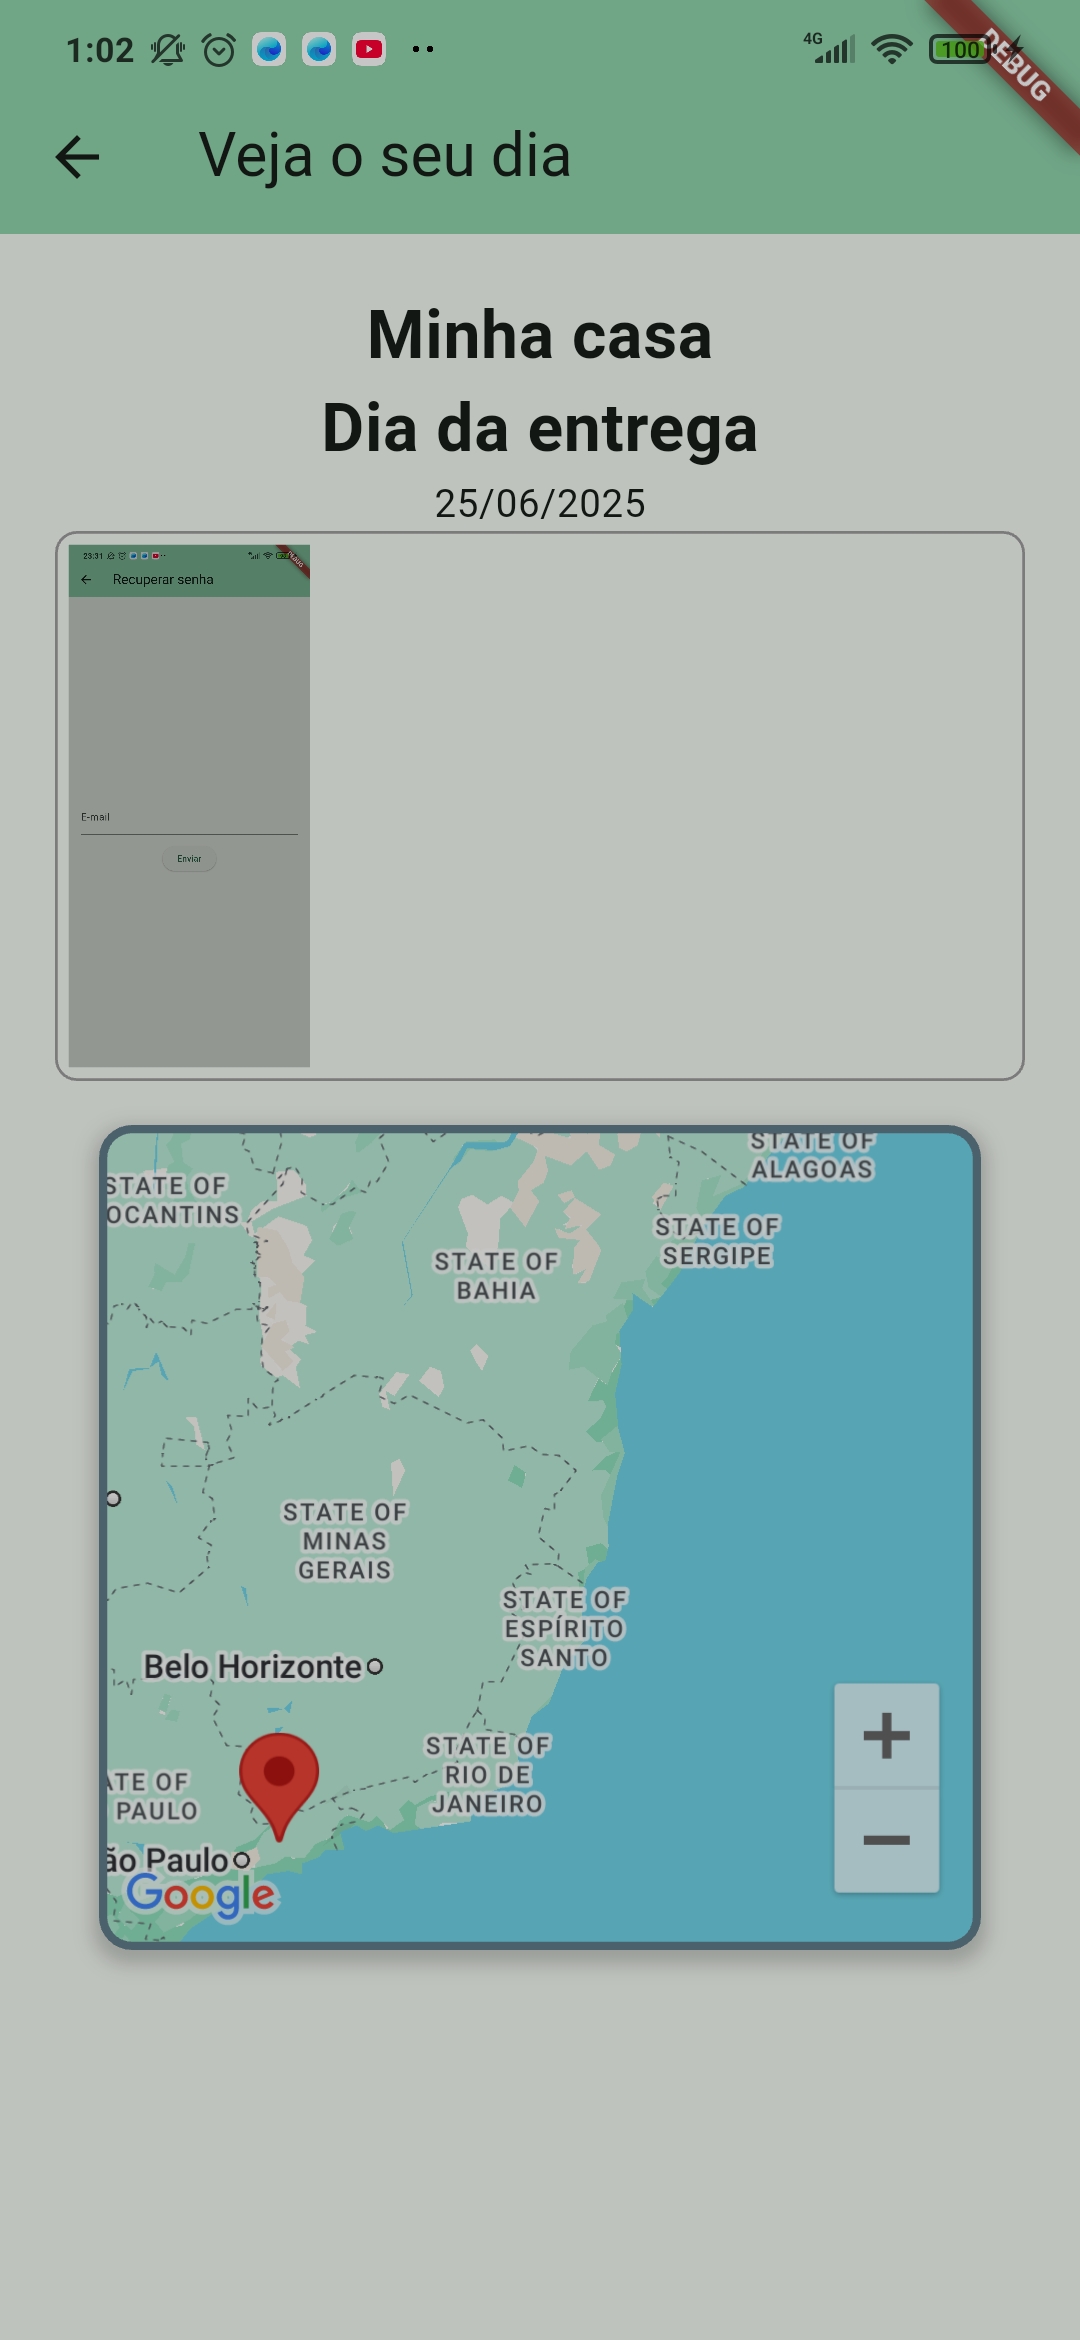 1:02
4G
100
DEBUG
Veja o seu dia
Minha casa
Dia da entrega
25/06/2025
23:31
DEBUG
Recuperar senha
E-mail
Enviar
STATE OF
ALAGOAS
STATE OF
OCANTINS
STATE OF
SERGIPE
STATE OF
BAHIA
STATE OF
MINAS
GERAIS
STATE OF
ESPÍRITO
SANTO
Belo Horizonte
STATE OF
RIO DE
JANEIRO
ATE OF
PAULO
ão Paulo
Google
+
−